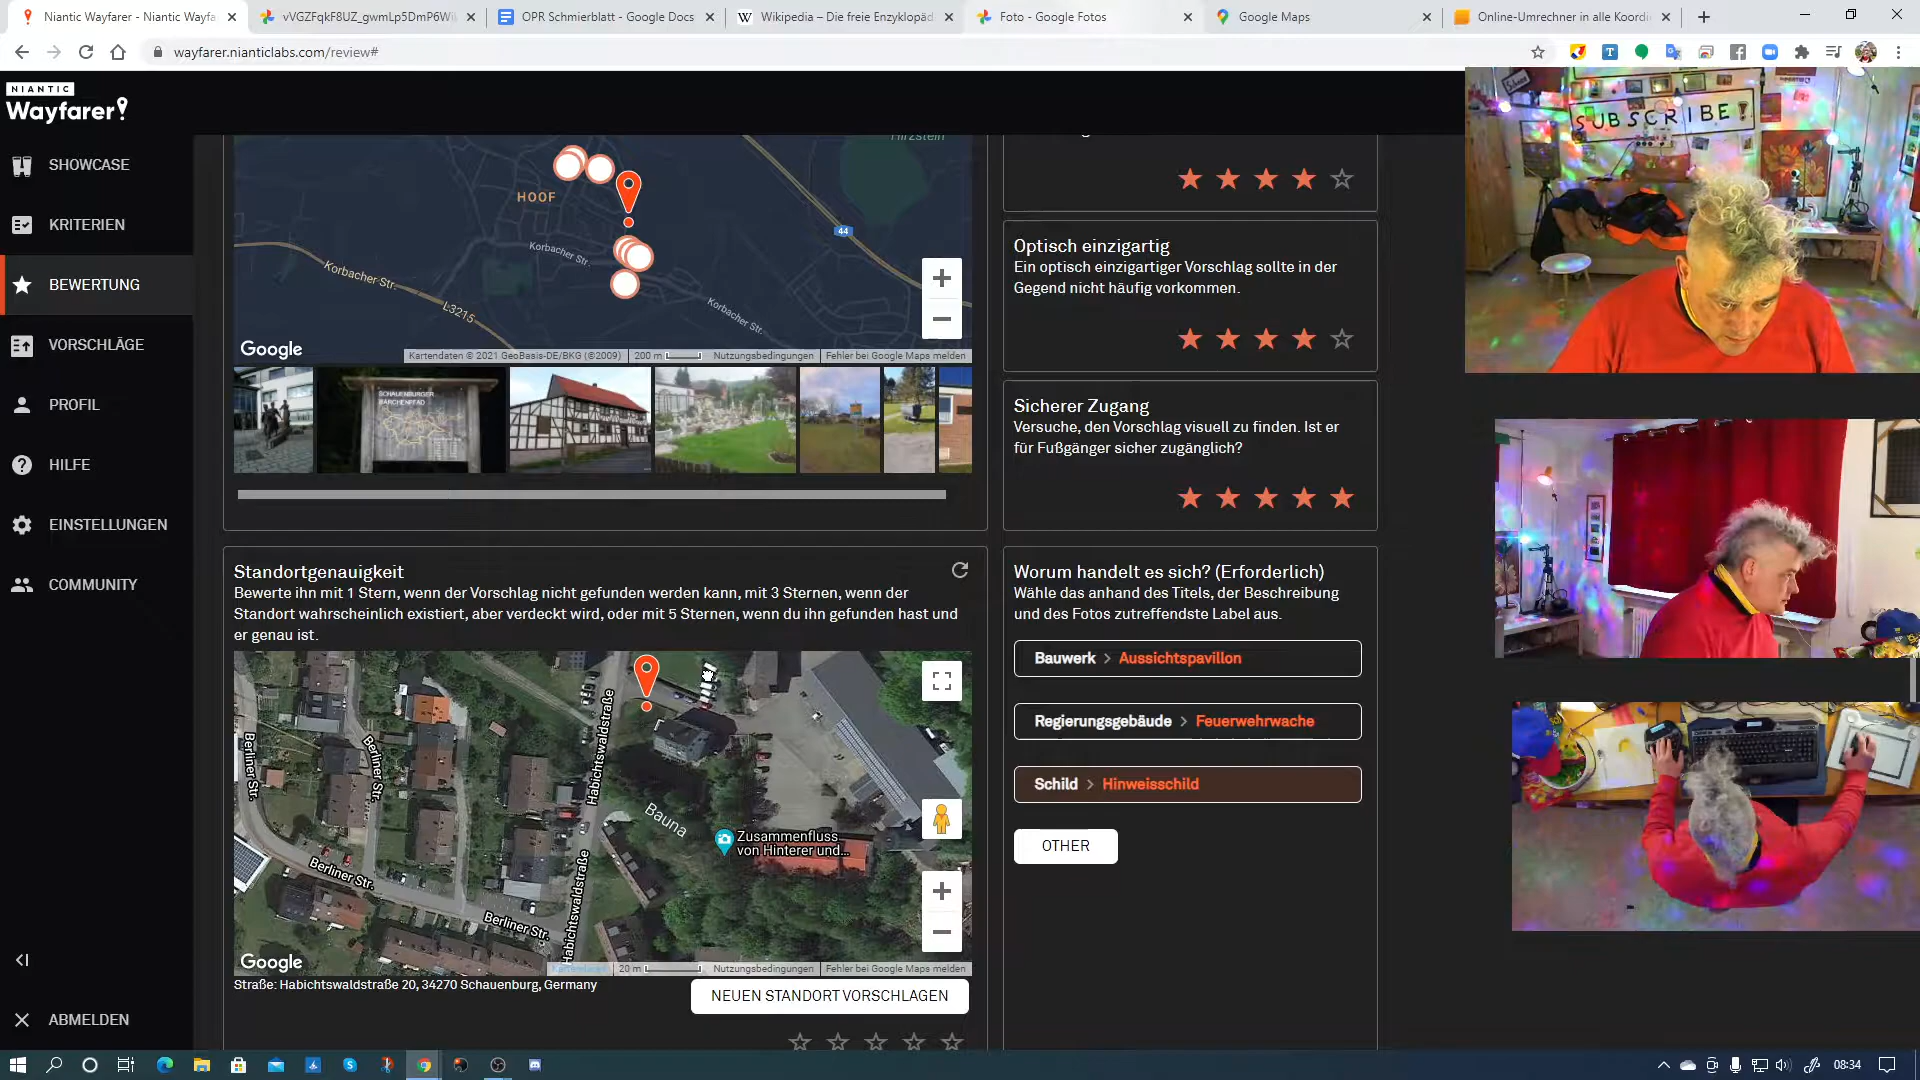 Niantic Wayfarer - Niantic Wayfa
vVGZFqkF8UZ_gwmLp5DmP6Wi
OPR Schmierblatt - Google Docs
Wikipedia – Die freie Enzyklopäd
Foto - Google Fotos
Google Maps
Online-Umrechner in alle Koordi
wayfarer.nianticlabs.com/review#
NIANTIC
Wayfarer
SHOWCASE
KRITERIEN
BEWERTUNG
VORSCHLÄGE
PROFIL
HILFE
EINSTELLUNGEN
COMMUNITY
ABMELDEN
Hirzstein
HOOF
44
Korbacher Str.
Korbacher Str.
Korbacher Str.
L3215
Google
Kartendaten © 2021 GeoBasis-DE/BKG (©2009)
200 m
Nutzungsbedingungen
Fehler bei Google Maps melden
SCHAUENBURGER
BÄRCHENPFAD
Optisch einzigartig
Ein optisch einzigartiger Vorschlag sollte in der
Gegend nicht häufig vorkommen.
Sicherer Zugang
Versuche, den Vorschlag visuell zu finden. Ist er
für Fußgänger sicher zugänglich?
Standortgenauigkeit
Bewerte ihn mit 1 Stern, wenn der Vorschlag nicht gefunden werden kann, mit 3 Sternen, wenn der
Standort wahrscheinlich existiert, aber verdeckt wird, oder mit 5 Sternen, wenn du ihn gefunden hast und
er genau ist.
Berliner Str.
Berliner Str.
Berliner Str.
Berliner Str.
Habichtswaldstraße
Habichtswaldstraße
Bauna
Zusammenfluss
von Hinterer und...
Google
20 m
Nutzungsbedingungen
Fehler bei Google Maps melden
Straße: Habichtswaldstraße 20, 34270 Schauenburg, Germany
NEUEN STANDORT VORSCHLAGEN
Worum handelt es sich? (Erforderlich)
Wähle das anhand des Titels, der Beschreibung
und des Fotos zutreffendste Label aus.
Bauwerk > Aussichtspavillon
Regierungsgebäude > Feuerwehrwache
Schild > Hinweisschild
OTHER
SUBSCRIBE!
08:34